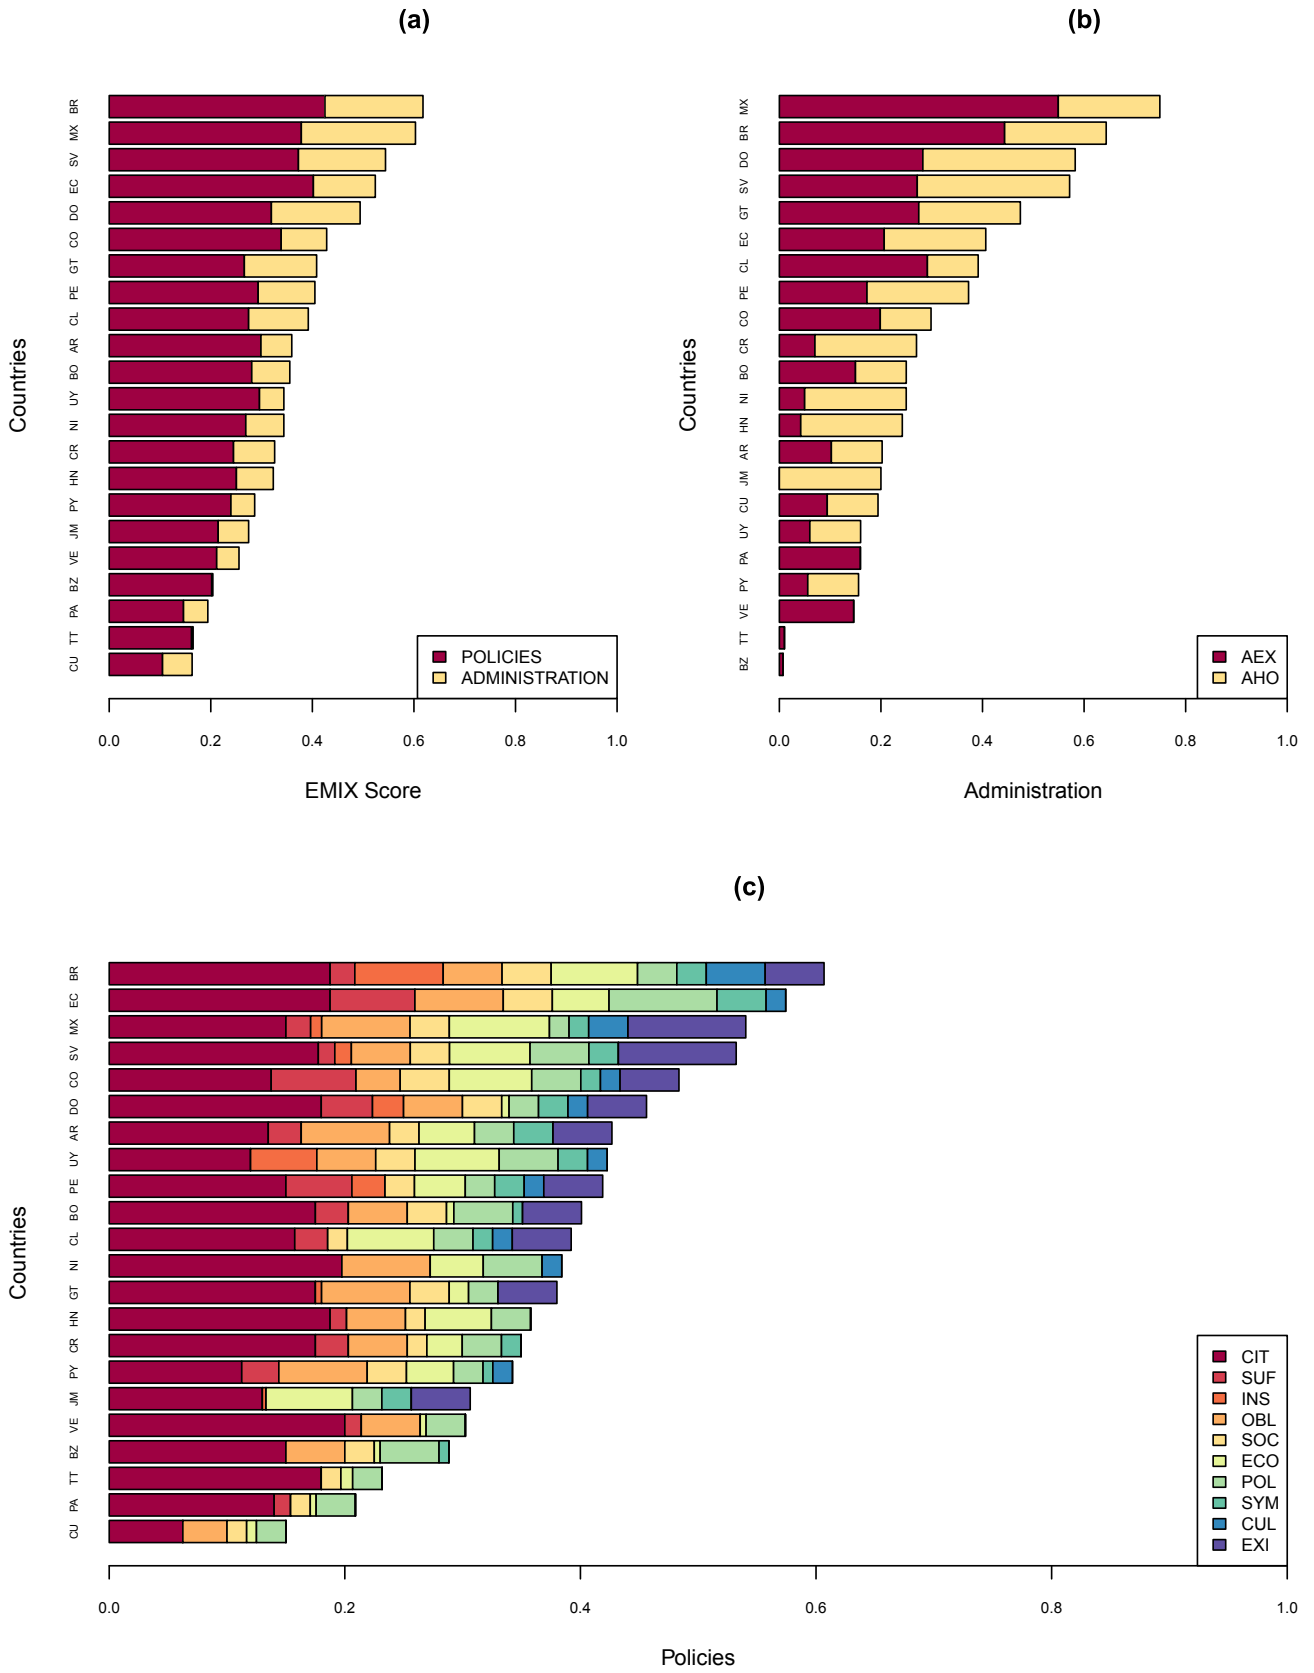 (a)
BR
MX
SV
EC
DO
CO
GT
PE
CL
AR
BO
UY
NI
CR
HN
PY
JM
VE
BZ
PA
TT
CU
Countries
POLICIES
ADMINISTRATION
0.0 0.2 0.4 0.6 0.8 1.0
EMIX Score
(b)
MX
BR
DO
SV
GT
EC
CL
PE
CO
CR
BO
NI
HN
AR
JM
CU
UY
PA
PY
VE
TT
BZ
Countries
AEX
AHO
0.0 0.2 0.4 0.6 0.8 1.0
Administration
(c)
BR
EC
MX
SV
CO
DO
AR
UY
PE
BO
CL
NI
GT
HN
CR
PY
JM
VE
BZ
TT
PA
CU
Countries
CIT
SUF
INS
OBL
SOC
ECO
POL
SYM
CUL
EXI
0.0 0.2 0.4 0.6 0.8 1.0
Policies